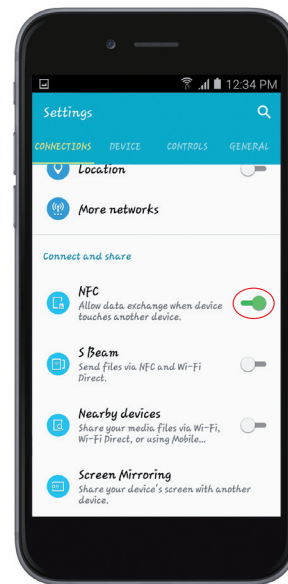 12:34 PM
Settings
CONNECTIONS DEVICE CONTROLS GENERAL
Location
More networks
Connect and share
NFC
Allow data exchange when device
touches another device.
S Beam
Send files via NFC and Wi-Fi
Direct.
Nearby devices
Share your media files via Wi-Fi,
Wi-Fi Direct, or using Mobile...
Screen Mirroring
Share your device's screen with another
device.